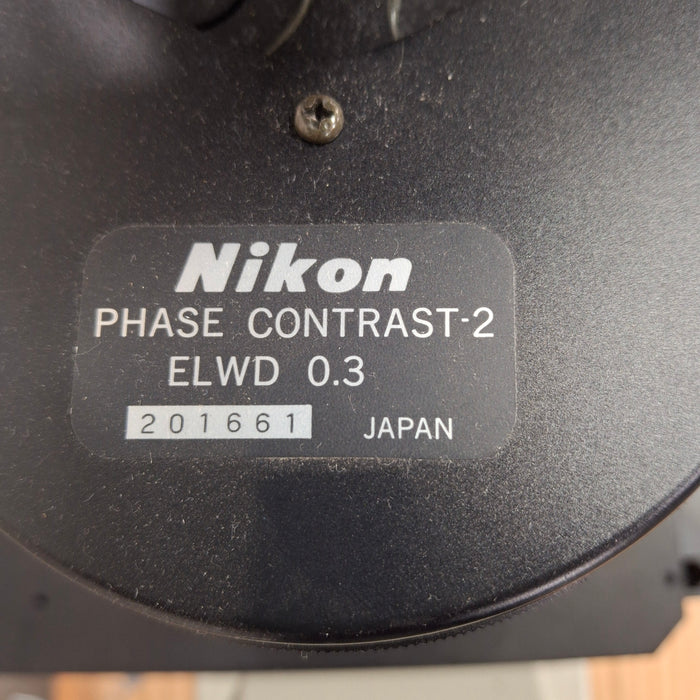 Nikon
PHASE CONTRAST-2
ELWD 0.3
201661 JAPAN